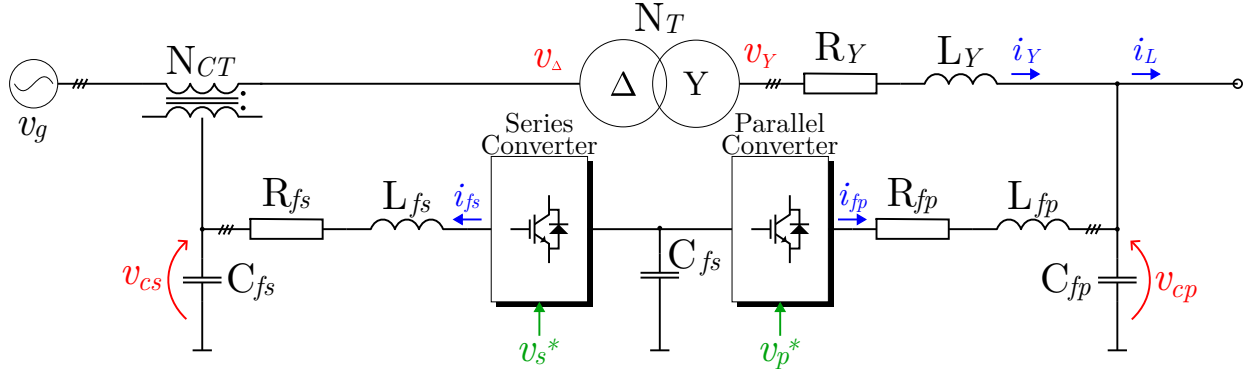 N_T
N_CT
v_Δ
v_Y
R_Y
L_Y
i_Y
i_L
Δ
Y
v_g
Series
Converter
Parallel
Converter
R_fs
L_fs
i_fs
i_fp
R_fp
L_fp
v_cs
C_fs
C_fs
C_fp
v_cp
v_s*
v_p*